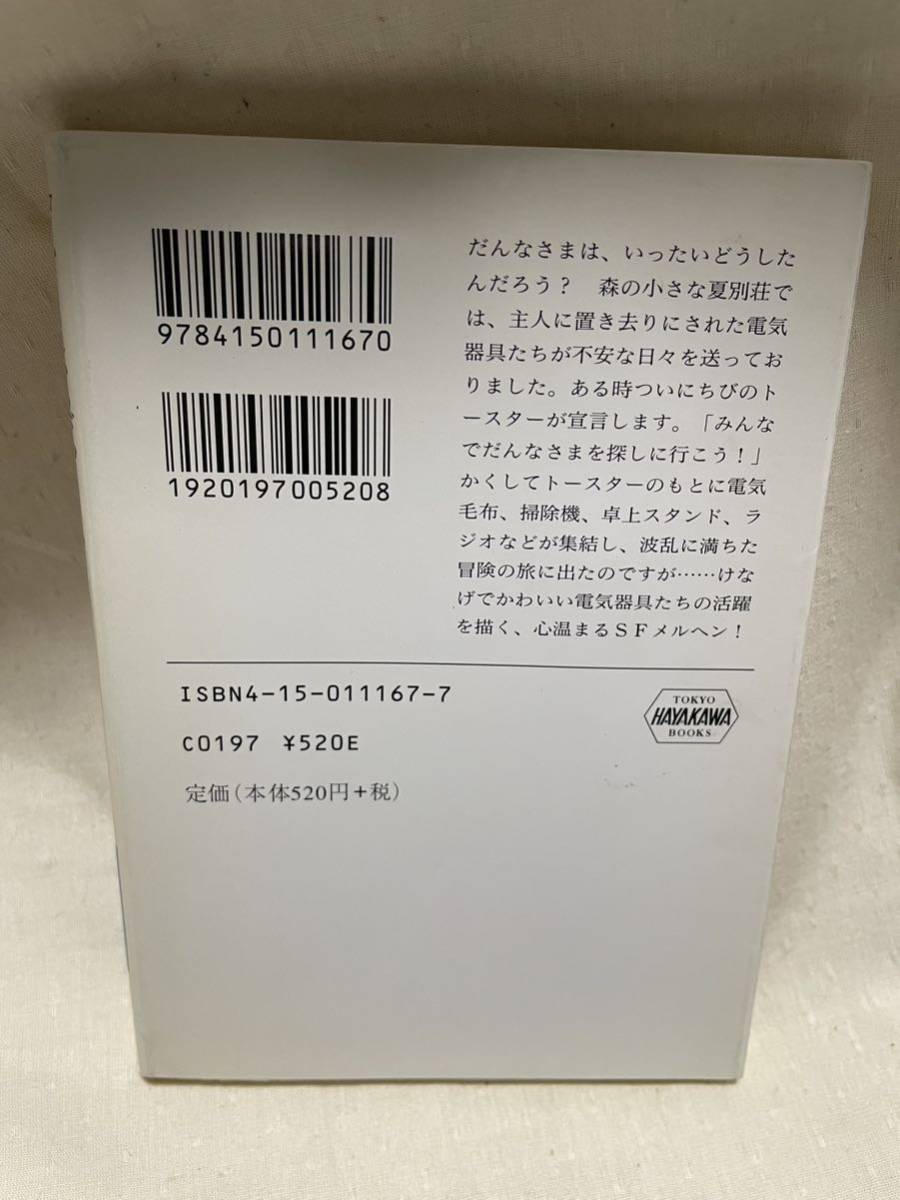 9784150111670
1920197005208
だんなさまは、いったいどうした
んだろう？　森の小さな夏別荘で
は、主人に置き去りにされた電気
器具たちが不安な日々を送ってお
りました。ある時ついにちびのト
ースターが宣言します。「みんな
でだんなさまを探しに行こう！」
かくしてトースターのもとに電気
毛布、掃除機、卓上スタンド、ラ
ジオなどが集結し、波乱に満ちた
冒険の旅に出たのですが……けな
げでかわいい電気器具たちの活躍
を描く、心温まるＳＦメルヘン！
ISBN4-15-011167-7
C0197 ¥520E
定価(本体520円+税)
TOKYO
HAYAKAWA
BOOKS